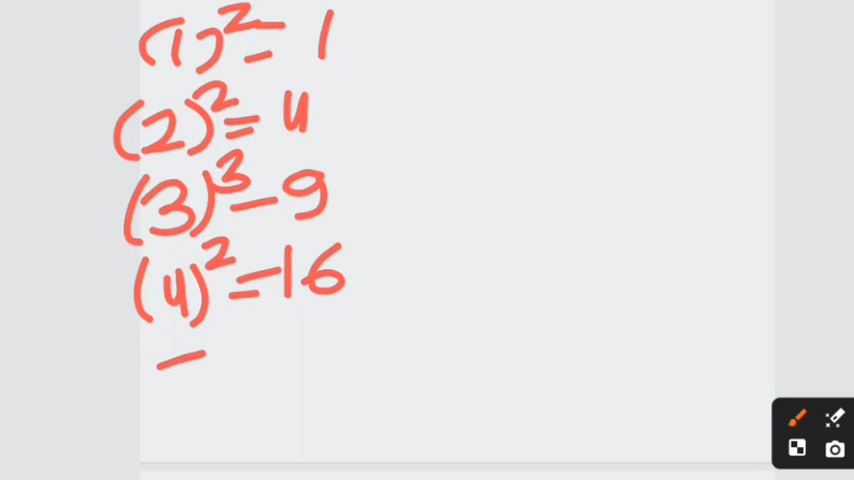 (1)² = 1
(2)² = 4
(3)³ - 9
(4)² = 16
—